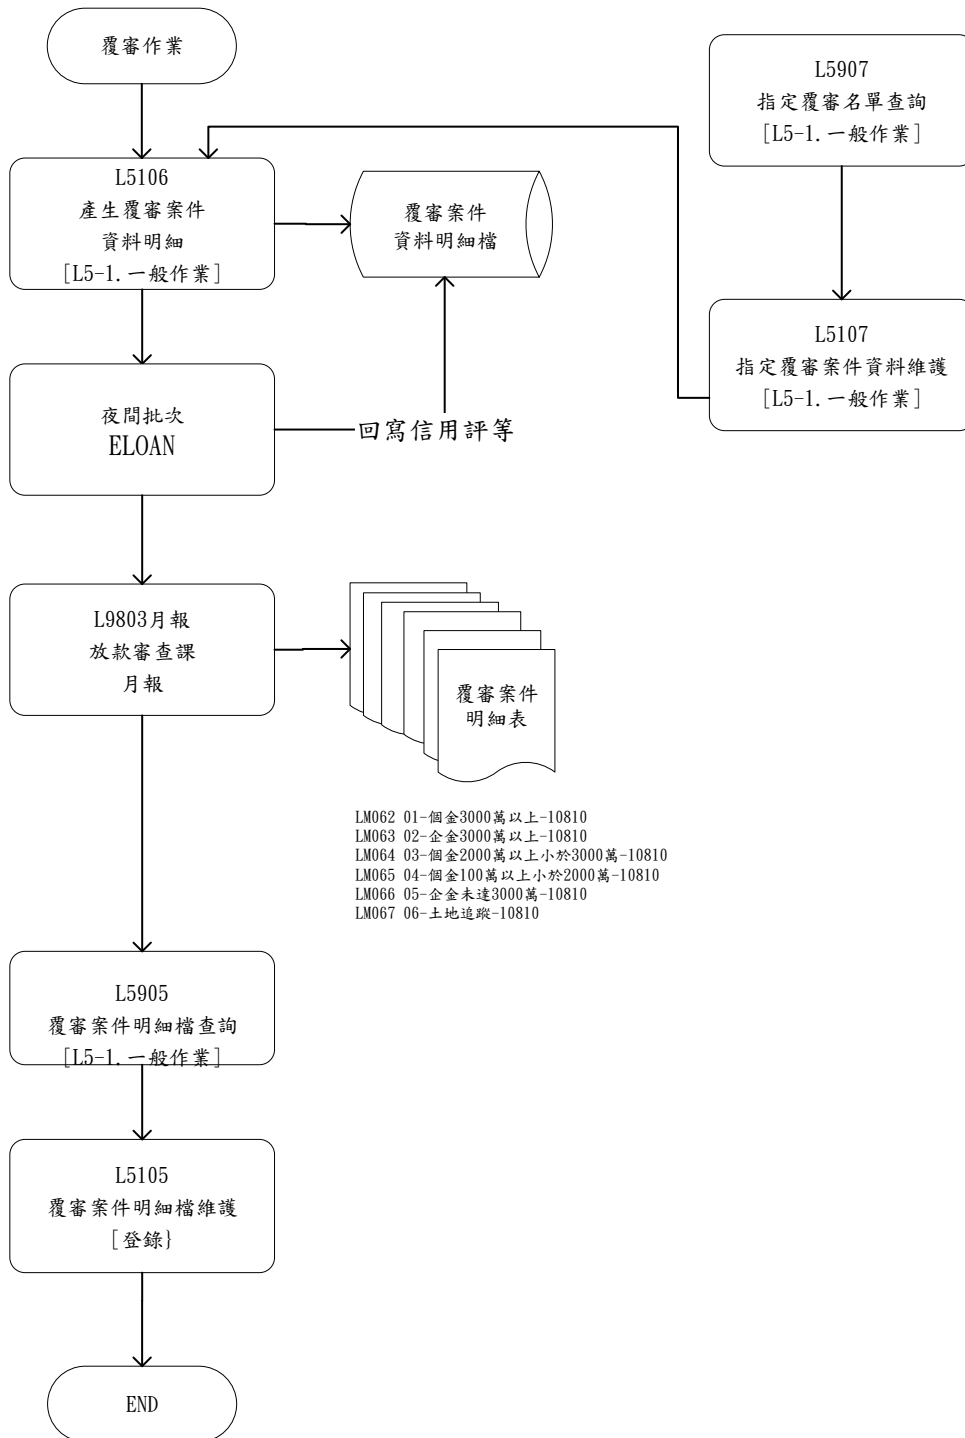 覆審作業
L5907
指定覆審名單查詢
[L5-1.一般作業]
L5106
產生覆審案件
資料明細
[L5-1.一般作業]
覆審案件
資料明細檔
L5107
指定覆審案件資料維護
[L5-1.一般作業]
夜間批次
ELOAN
回寫信用評等
L9803月報
放款審查課
月報
覆審案件
明細表
LM062 01-個金3000萬以上-10810
LM063 02-企金3000萬以上-10810
LM064 03-個金2000萬以上小於3000萬-10810
LM065 04-個金100萬以上小於2000萬-10810
LM066 05-企金未達3000萬-10810
LM067 06-土地追蹤-10810
L5905
覆審案件明細檔查詢
[L5-1.一般作業]
L5105
覆審案件明細檔維護
[登錄}
END